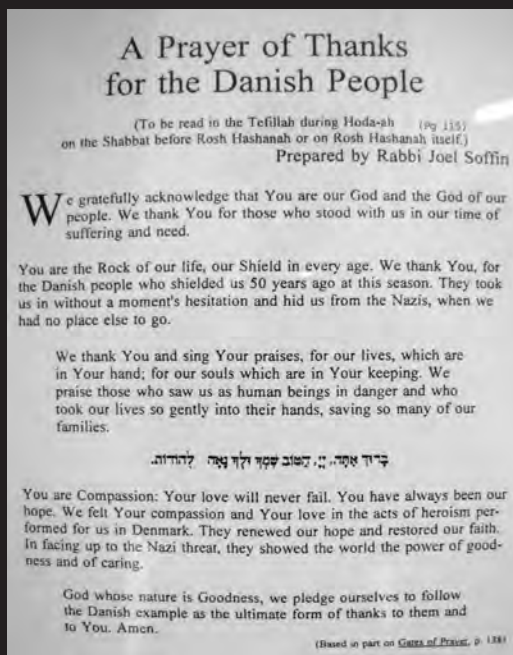 A Prayer of Thanks
for the Danish People
(To be read in the Tefillah during Hoda-ah (Pg 115)
on the Shabbat before Rosh Hashanah or on Rosh Hashanah itself.)
Prepared by Rabbi Joel Soffin
We gratefully acknowledge that You are our God and the God of our
people. We thank You for those who stood with us in our time of
suffering and need.
You are the Rock of our life, our Shield in every age. We thank You, for
the Danish people who shielded us 50 years ago at this season. They took
us in without a moment's hesitation and hid us from the Nazis, when we
had no place else to go.
We thank You and sing Your praises, for our lives, which are
in Your hand; for our souls which are in Your keeping. We
praise those who saw us as human beings in danger and who
took our lives so gently into their hands, saving so many of our
families.
בָּרוּךְ אַתָּה, יְיָ, הַטּוֹב שִׁמְךָ וּלְךָ נָאֶה לְהוֹדוֹת.
You are Compassion: Your love will never fail. You have always been our
hope. We felt Your compassion and Your love in the acts of heroism per-
formed for us in Denmark. They renewed our hope and restored our faith.
In facing up to the Nazi threat, they showed the world the power of good-
ness and of caring.
God whose nature is Goodness, we pledge ourselves to follow
the Danish example as the ultimate form of thanks to them and
to You. Amen.
(Based in part on Gates of Prayer, p. 138)